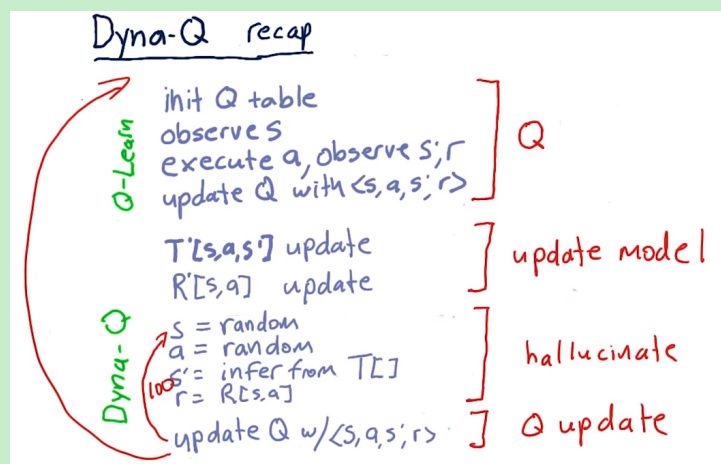 Dyna-Q recap
Q-Learn
init Q table
observe s
execute a, observe s', r
update Q with <s, a, s', r>
Q
T'[s,a,s'] update
R'[s,a] update
update model
Dyna-Q
s = random
a = random
s' = infer from T[]
r = R[s,a]
100
hallucinate
update Q w/ <s, a, s', r>
Q update